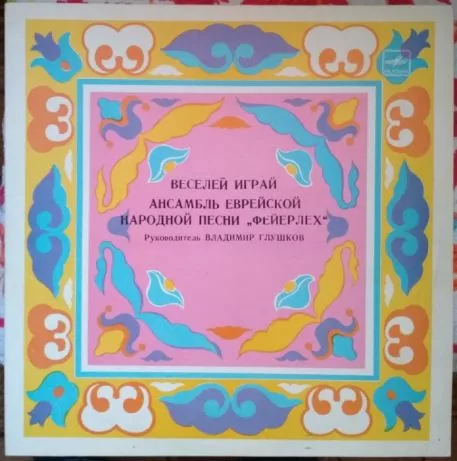 ВЕСЕЛЕЙ ИГРАЙ
АНСАМБЛЬ ЕВРЕЙСКОЙ
НАРОДНОЙ ПЕСНИ „ФЕЙЕРЛЕХ“
Руководитель ВЛАДИМИР ГЛУШКОВ